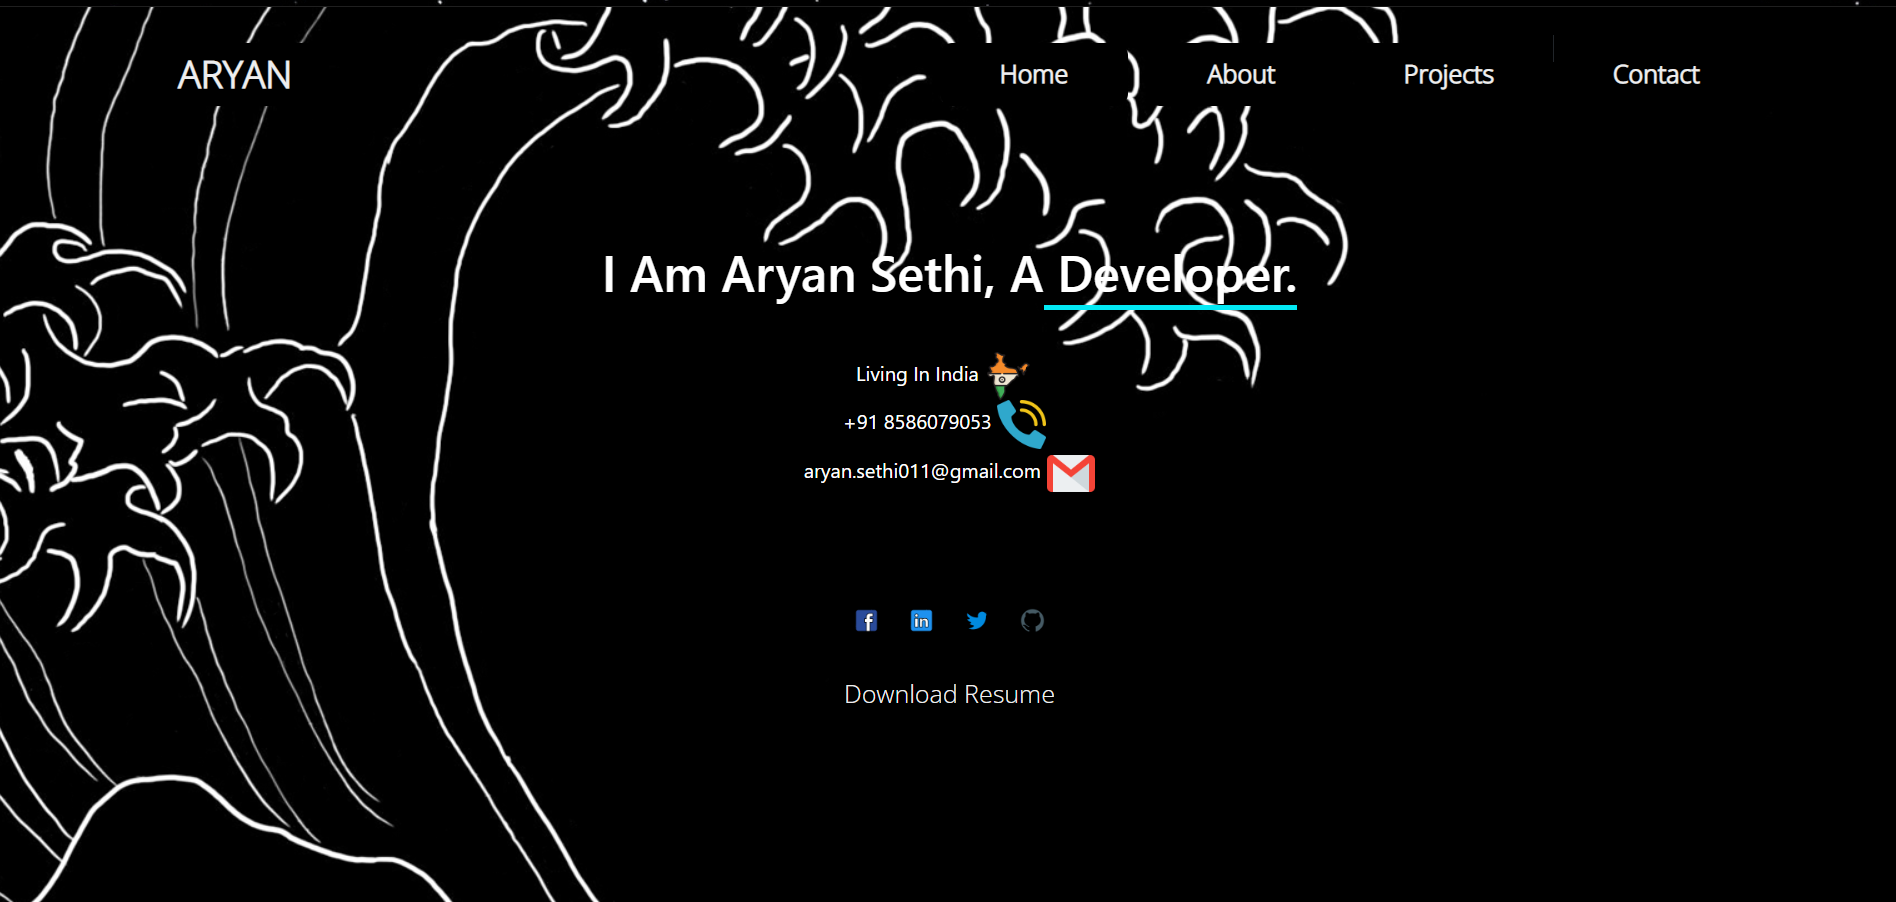 ARYAN
Home About Projects Contact
I Am Aryan Sethi, A Developer.
Living In India
+91 8586079053
aryan.sethi011@gmail.com
f in
Download Resume